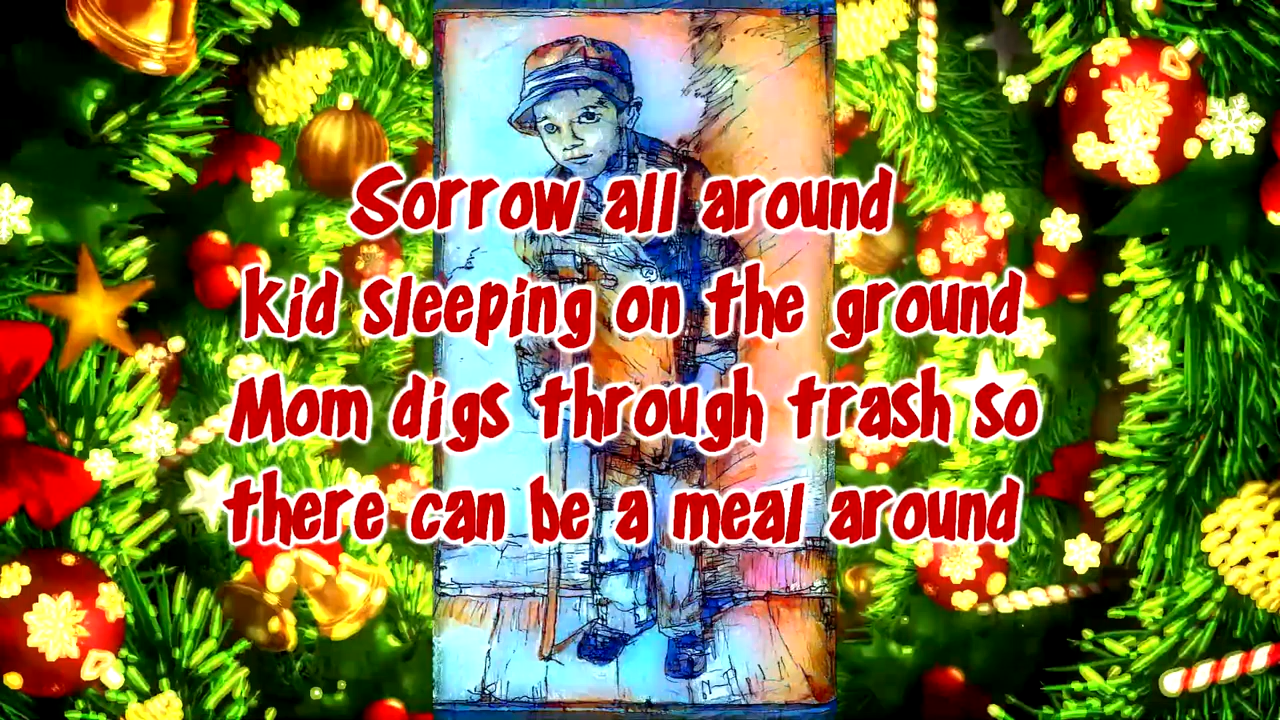 Sorrow all around
kid sleeping on the ground
Mom digs through trash so
there can be a meal around